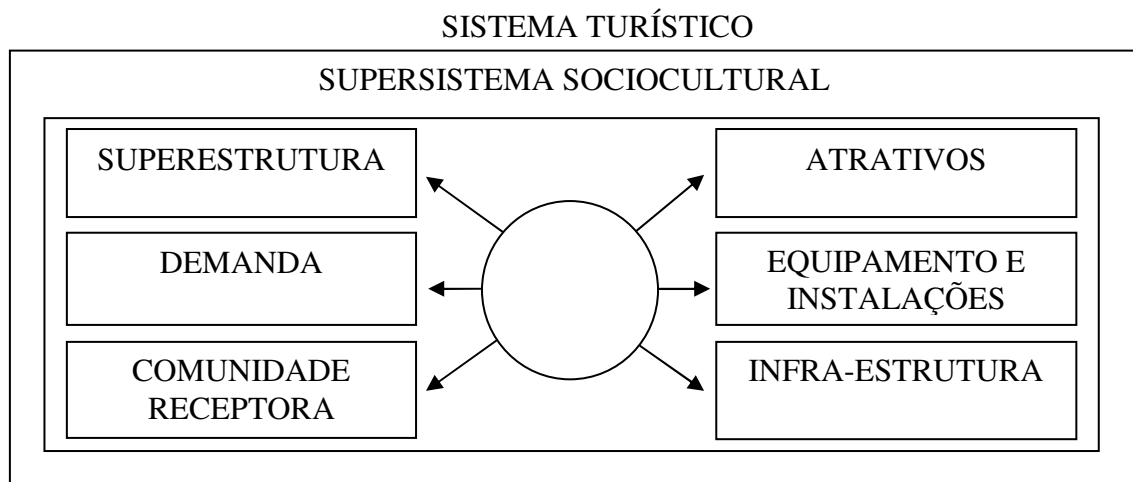 SISTEMA TURÍSTICO
SUPERSISTEMA SOCIOCULTURAL
SUPERESTRUTURA
ATRATIVOS
DEMANDA
EQUIPAMENTO E
INSTALAÇÕES
COMUNIDADE
RECEPTORA
INFRA-ESTRUTURA